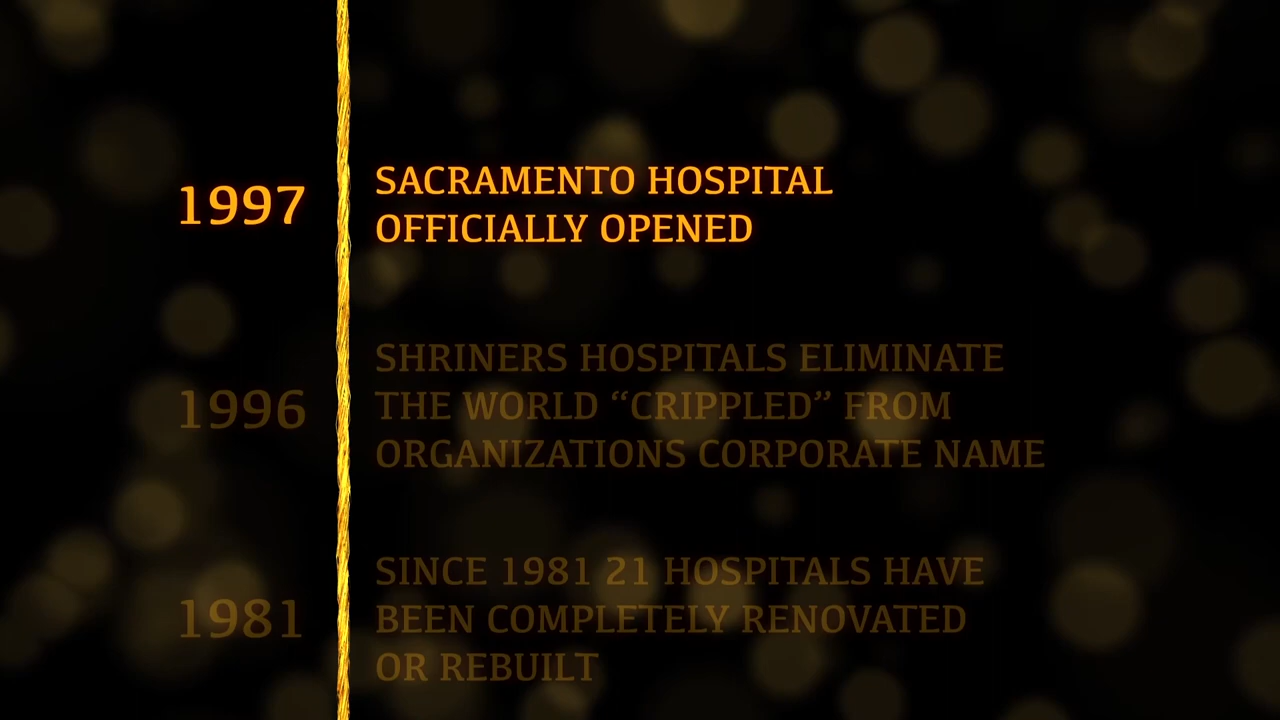 1997
SACRAMENTO HOSPITAL
OFFICIALLY OPENED
1996
SHRINERS HOSPITALS ELIMINATE
THE WORLD “CRIPPLED” FROM
ORGANIZATIONS CORPORATE NAME
1981
SINCE 1981 21 HOSPITALS HAVE
BEEN COMPLETELY RENOVATED
OR REBUILT